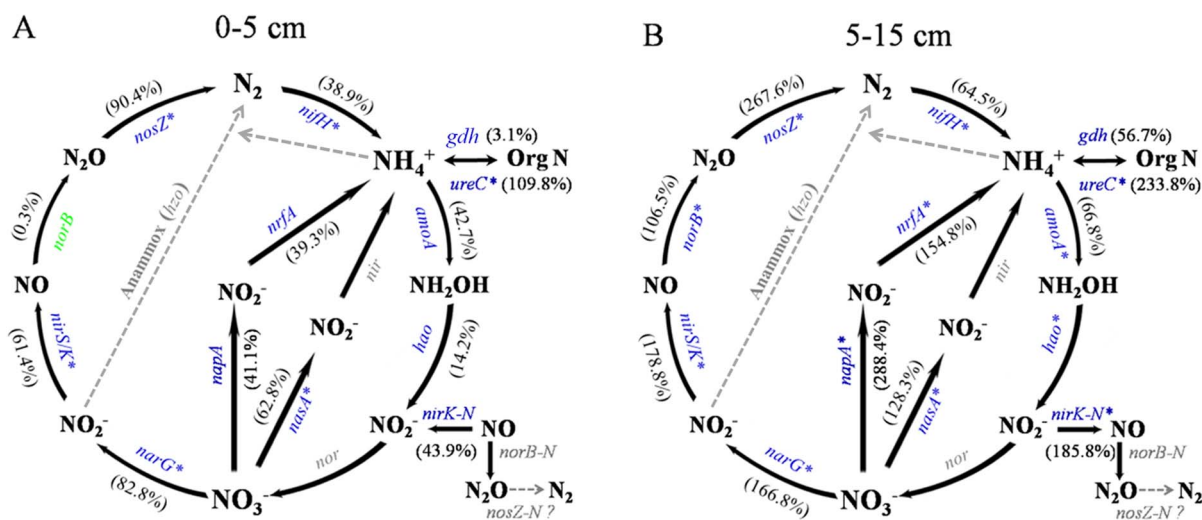 A
0-5 cm
N₂
(90.4%)
nosZ*
(38.9%)
nifH*
N₂O
NH₄⁺
gdh (3.1%)
Org N
ureC* (109.8%)
(0.3%)
norB
Anammox (hzo)
nrfA
(39.3%)
amoA
(42.7%)
NO
NO₂⁻
nir
NH₂OH
nirS/K*
(61.4%)
napA
(41.1%)
NO₂⁻
(62.8%)
nasA*
hao
(14.2%)
NO₂⁻
NO₂⁻
nirK-N
NO
(43.9%)
norB-N
narG*
(82.8%)
NO₃⁻
nor
N₂O
N₂
nosZ-N ?
B
5-15 cm
N₂
(267.6%)
nosZ*
(64.5%)
nifH*
N₂O
NH₄⁺
gdh (56.7%)
Org N
ureC* (233.8%)
(106.5%)
norB*
Anammox (hzo)
nrfA*
(154.8%)
amoA*
(66.8%)
NO
NO₂⁻
nir
NH₂OH
nirS/K*
(178.8%)
napA*
(288.4%)
NO₂⁻
(128.3%)
nasA*
hao*
NO₂⁻
NO₂⁻
nirK-N*
NO
(185.8%)
norB-N
narG*
(166.8%)
NO₃⁻
nor
N₂O
N₂
nosZ-N ?